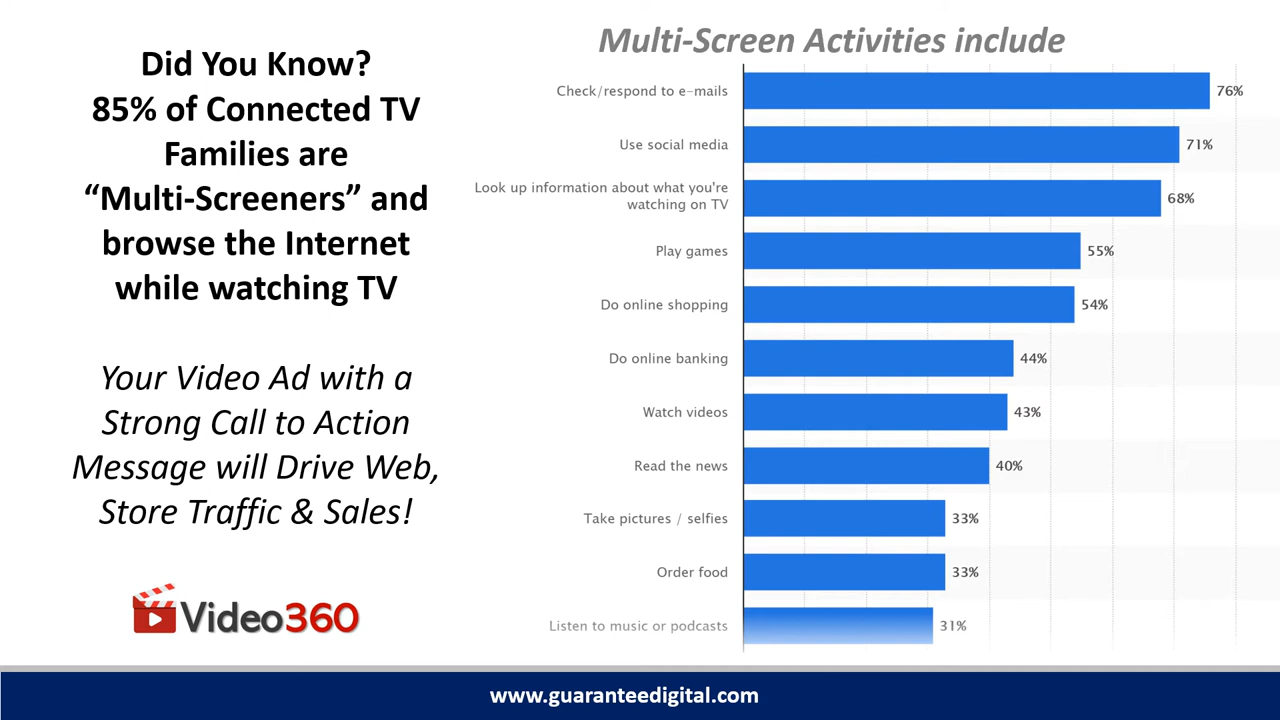 Did You Know?
85% of Connected TV
Families are
“Multi-Screeners” and
browse the Internet
while watching TV
Your Video Ad with a
Strong Call to Action
Message will Drive Web,
Store Traffic & Sales!
Video360
Multi-Screen Activities include
Check/respond to e-mails 76%
Use social media 71%
Look up information about what you're
watching on TV 68%
Play games 55%
Do online shopping 54%
Do online banking 44%
Watch videos 43%
Read the news 40%
Take pictures / selfies 33%
Order food 33%
Listen to music or podcasts 31%
www.guaranteedigital.com